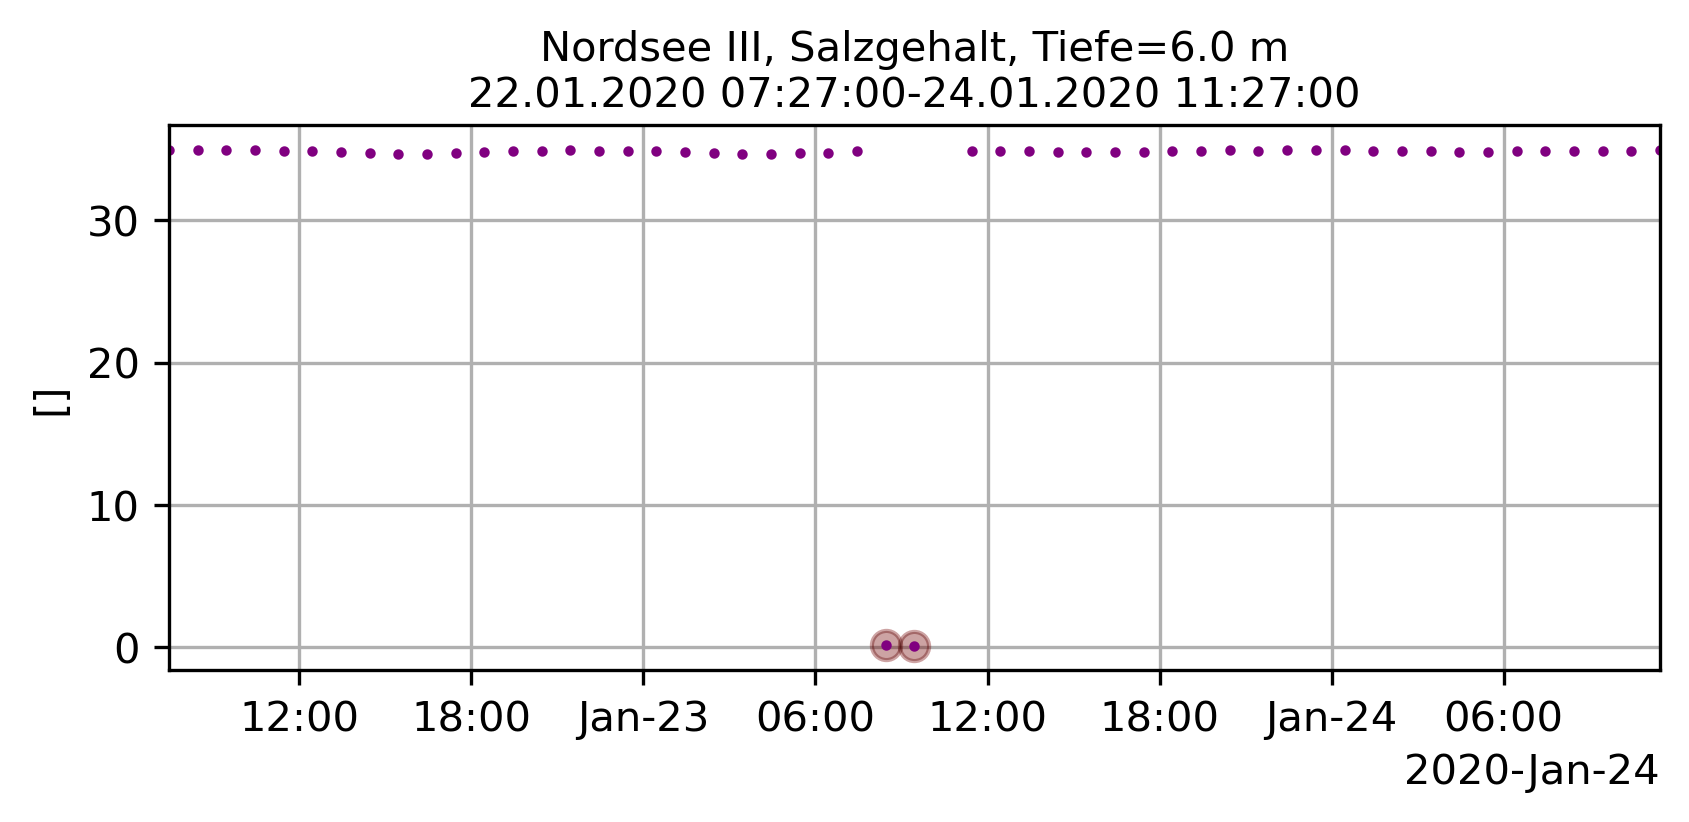 Nordsee III, Salzgehalt, Tiefe=6.0 m
22.01.2020 07:27:00-24.01.2020 11:27:00
30
20
10
0
[]
12:00 18:00 Jan-23 06:00 12:00 18:00 Jan-24 06:00
2020-Jan-24